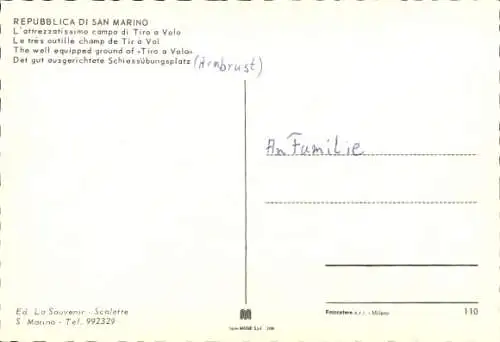 REPUBBLICA DI SAN MARINO
L'attrezzatissimo campo di Tiro a Volo
Le très outillé champ de Tir à Vol
The well equipped ground of «Tiro a Volo»
Det gut ausgerichtete Schiessübungsplatz (Armbrust)
An Familie
Ed. La Souvenir - Scalette
S. Marino - Tel. 992329
s.r.l. - Milano
110